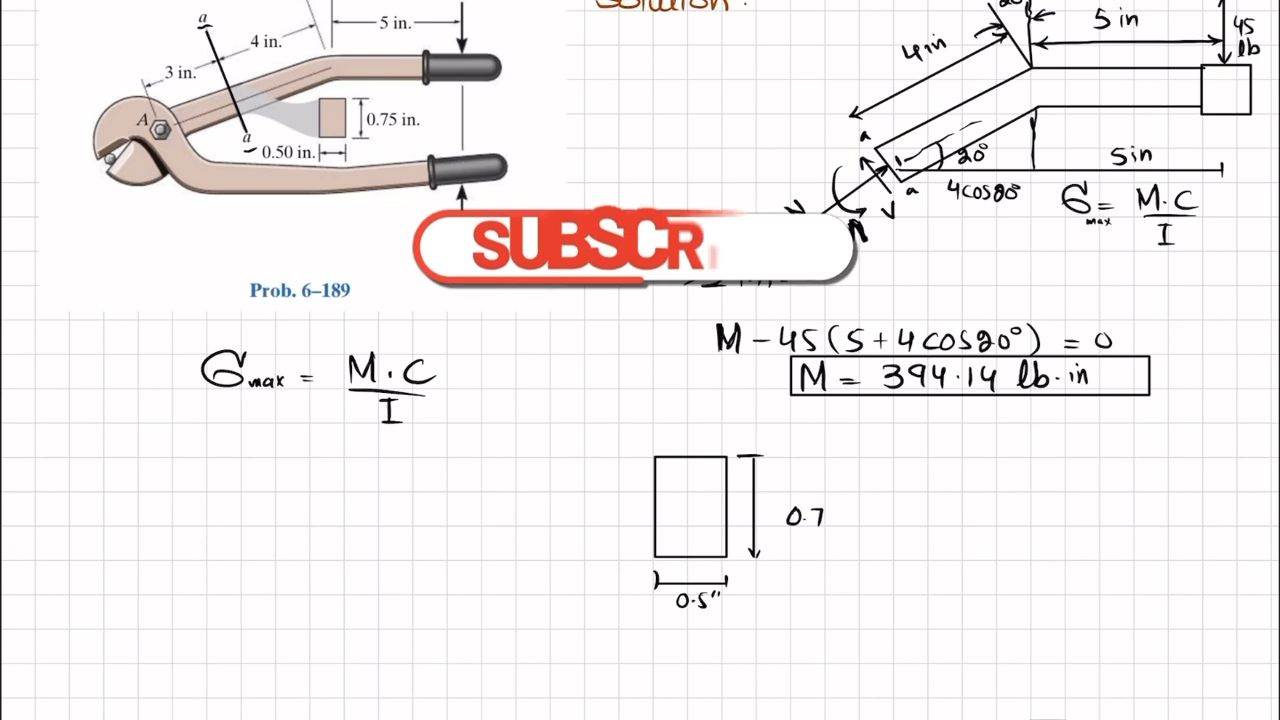 Solution:
a
4 in.
5 in.
3 in.
A
a
0.75 in.
0.50 in.
Prob. 6–189
4in
5 in
45
lb
20°
a
a
20°
4cos20°
5in
V
N
σmax = M.C / I
SUBSCR
M - 45(5+4cos20°) = 0
M = 394.14 lb.in
σmax = M.C / I
0.7
0.5"